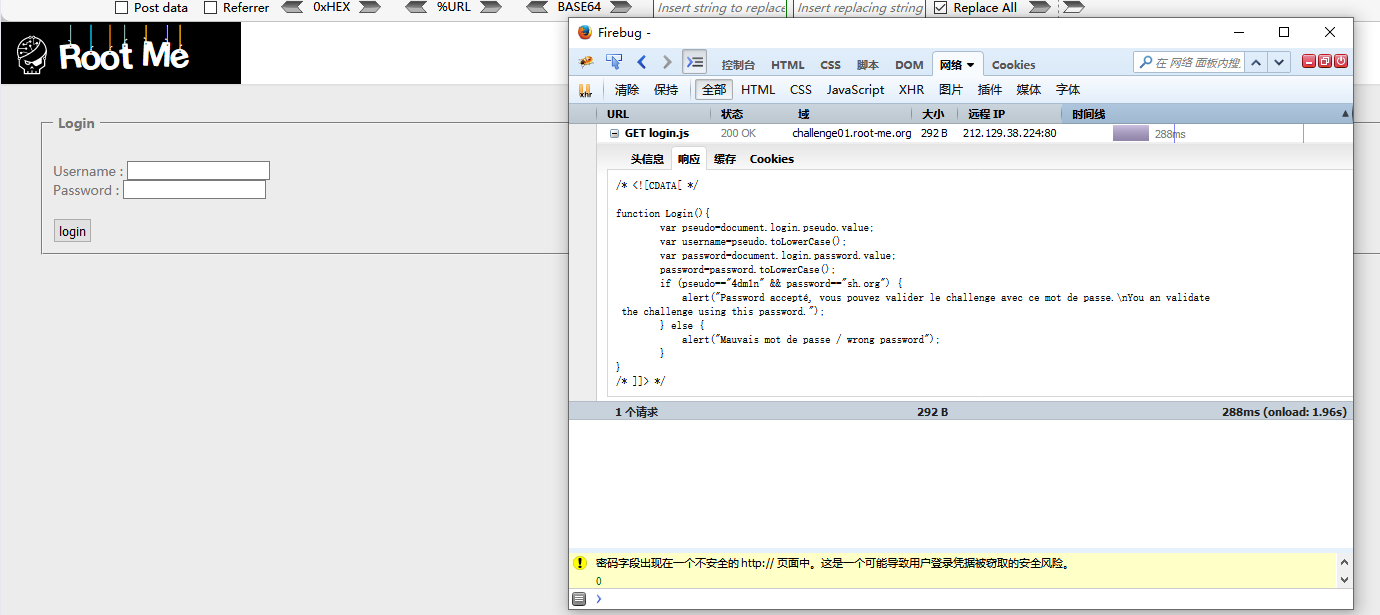 Post data Referrer 0xHEX %URL BASE64 Insert string to replace Insert replacing string Replace All
Root Me
Login
Username :
Password :
login
Firebug -
控制台 HTML CSS 脚本 DOM 网络 Cookies 在 网络 面板内搜
清除 保持 全部 HTML CSS JavaScript XHR 图片 插件 媒体 字体
URL 状态 域 大小 远程 IP 时间线
GET login.js 200 OK challenge01.root-me.org 292 B 212.129.38.224:80 288ms
头信息 响应 缓存 Cookies
/* <![CDATA[ */
function Login(){
var pseudo=document.login.pseudo.value;
var username=pseudo.toLowerCase();
var password=document.login.password.value;
password=password.toLowerCase();
if (pseudo=="4dm1n" && password=="sh.org") {
alert("Password accepté, vous pouvez valider le challenge avec ce mot de passe.\nYou an validate
the challenge using this password.");
} else {
alert("Mauvais mot de passe / wrong password");
}
}
/* ]]> */
1 个请求 292 B 288ms (onload: 1.96s)
密码字段出现在一个不安全的 http:// 页面中。这是一个可能导致用户登录凭据被窃取的安全风险。
0